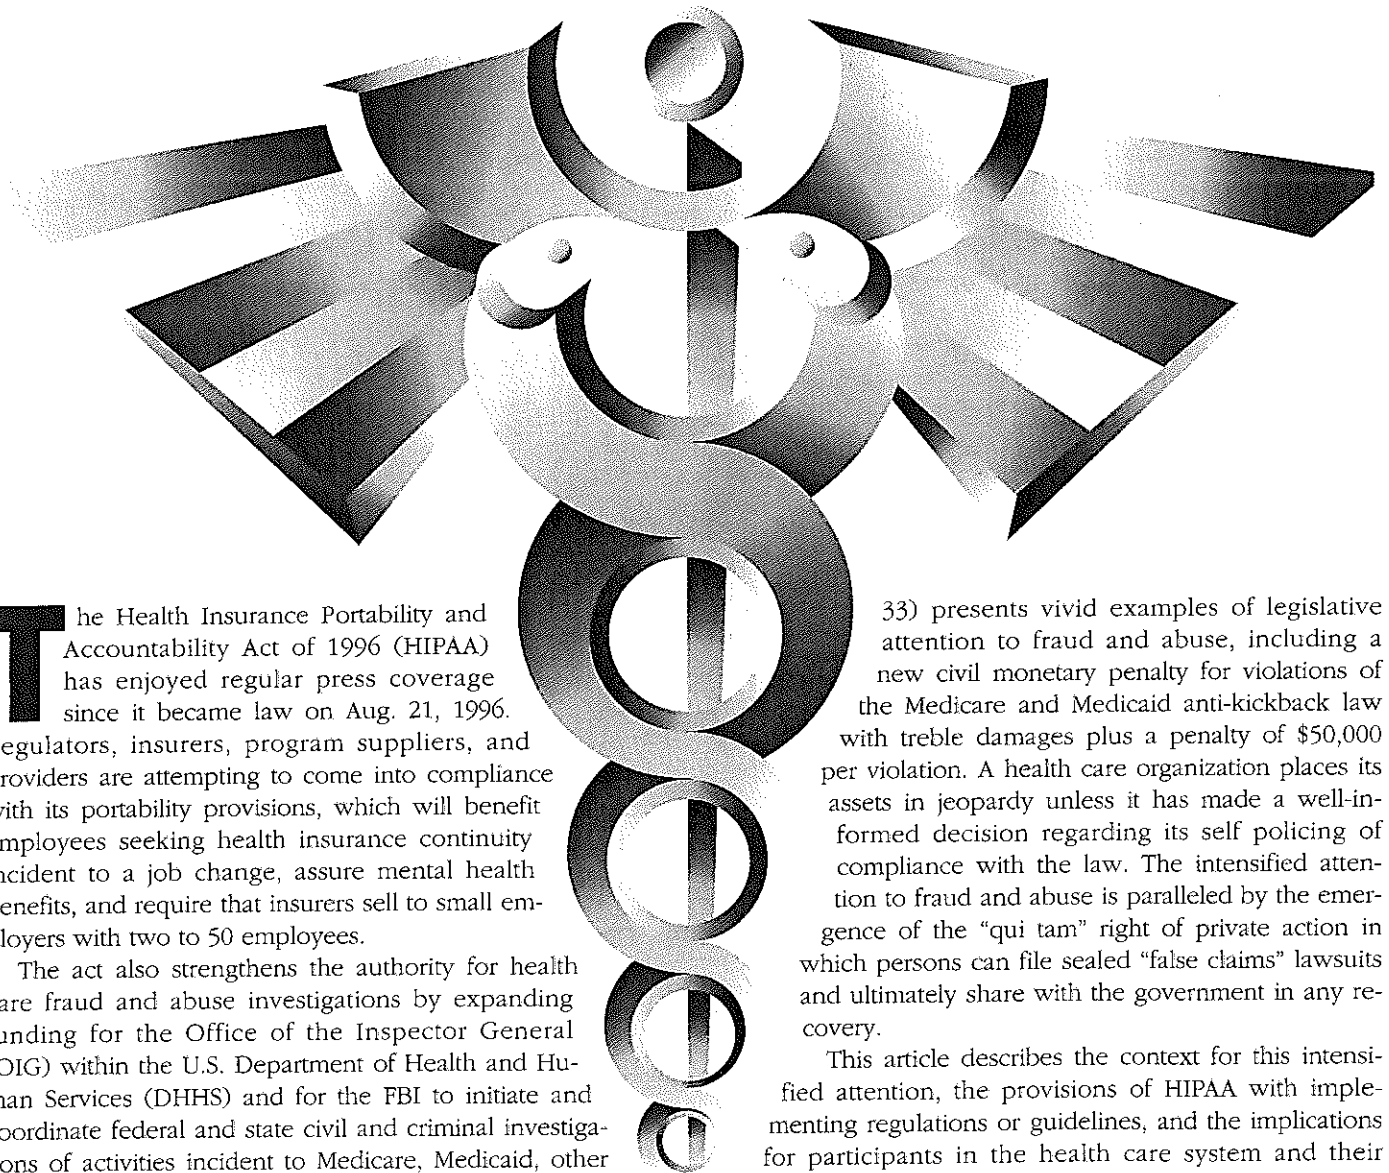 The Health Insurance Portability and
Accountability Act of 1996 (HIPAA)
has enjoyed regular press coverage
since it became law on Aug. 21, 1996.
egulators, insurers, program suppliers, and
roviders are attempting to come into compliance
ith its portability provisions, which will benefit
mployees seeking health insurance continuity
ncident to a job change, assure mental health
enefits, and require that insurers sell to small em-
loyers with two to 50 employees.
The act also strengthens the authority for health
are fraud and abuse investigations by expanding
unding for the Office of the Inspector General
OIG) within the U.S. Department of Health and Hu-
nan Services (DHHS) and for the FBI to initiate and
oordinate federal and state civil and criminal investiga-
ons of activities incident to Medicare, Medicaid, other
33) presents vivid examples of legislative
attention to fraud and abuse, including a
new civil monetary penalty for violations of
the Medicare and Medicaid anti-kickback law
with treble damages plus a penalty of $50,000
per violation. A health care organization places its
assets in jeopardy unless it has made a well-in-
formed decision regarding its self policing of
compliance with the law. The intensified atten-
tion to fraud and abuse is paralleled by the emer-
gence of the "qui tam" right of private action in
which persons can file sealed "false claims" lawsuits
and ultimately share with the government in any re-
covery.
This article describes the context for this intensi-
fied attention, the provisions of HIPAA with imple-
menting regulations or guidelines, and the implications
for participants in the health care system and their